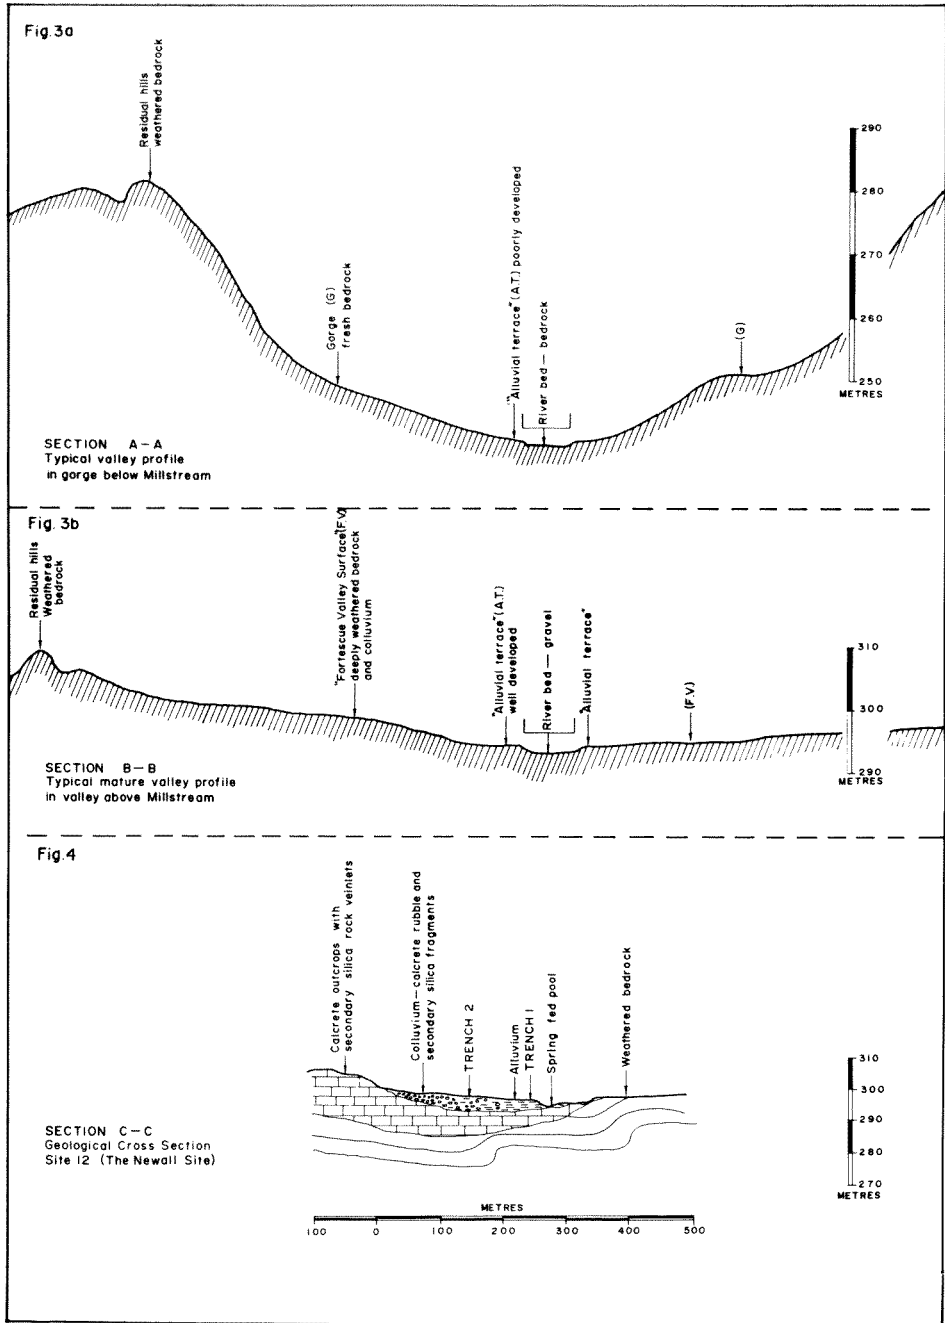 Fig.3a
Residual hills
weathered bedrock
Gorge (G)
fresh bedrock
"'Alluvial terrace" (A.T.) poorly developed
River bed — bedrock
(G)
290
280
270
260
250
METRES
SECTION A–A
Typical valley profile
in gorge below Millstream
Fig.3b
Residual hills
Weathered
bedrock
"Fortescue Valley Surface"(F.V)
deeply weathered bedrock
and colluvium
"Alluvial terrace" (A.T.)
well developed
River bed — gravel
"Alluvial terrace"
(F.V.)
310
300
290
METRES
SECTION B–B
Typical mature valley profile
in valley above Millstream
Fig.4
Calcrete outcrops with
secondary silica rock veinlets
Colluvium – calcrete rubble and
secondary silica fragments
TRENCH 2
Alluvium
TRENCH 1
Spring fed pool
Weathered bedrock
310
300
290
280
270
METRES
SECTION C–C
Geological Cross Section
Site 12 (The Newall Site)
METRES
100 0 100 200 300 400 500